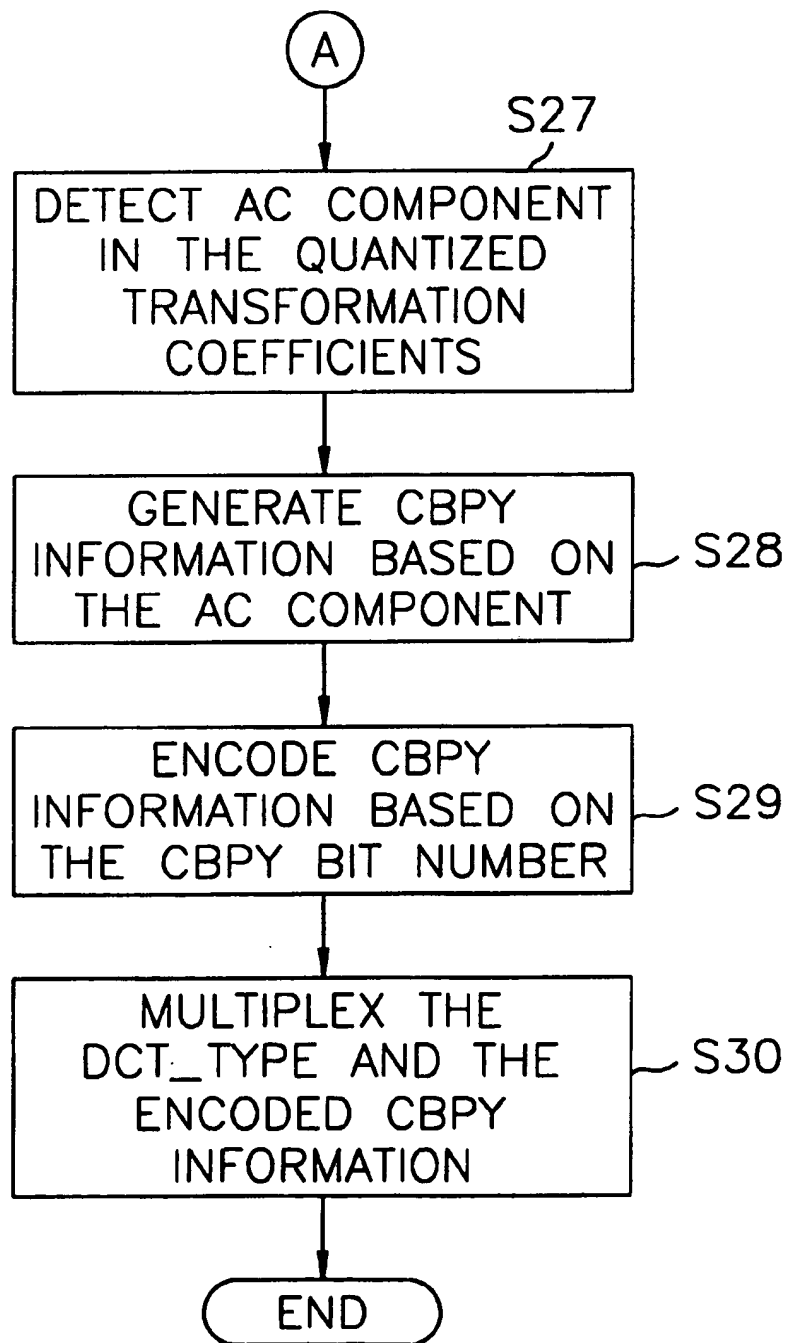 A
S27
DETECT AC COMPONENT
IN THE QUANTIZED
TRANSFORMATION
COEFFICIENTS
GENERATE CBPY
INFORMATION BASED ON
THE AC COMPONENT
S28
ENCODE CBPY
INFORMATION BASED ON
THE CBPY BIT NUMBER
S29
MULTIPLEX THE
DCT_TYPE AND THE
ENCODED CBPY
INFORMATION
S30
END